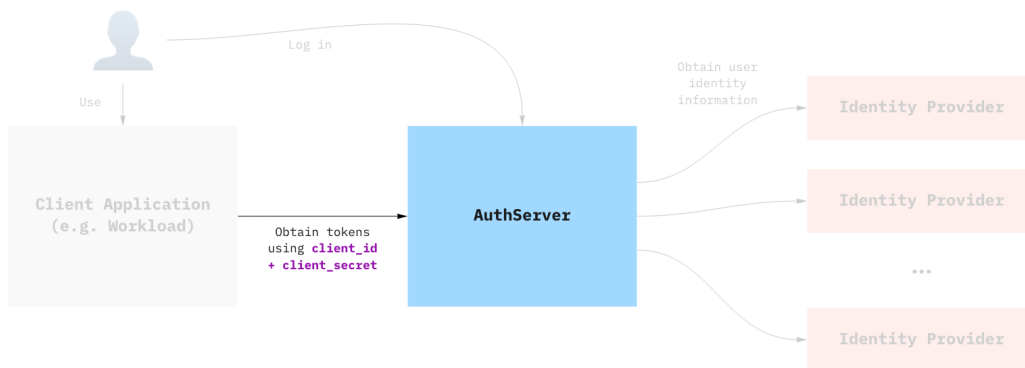 Log in
Obtain user
identity
information
Use
Identity Provider
Client Application
(e.g. Workload)
AuthServer
Identity Provider
Obtain tokens
using client_id
+ client_secret
...
Identity Provider